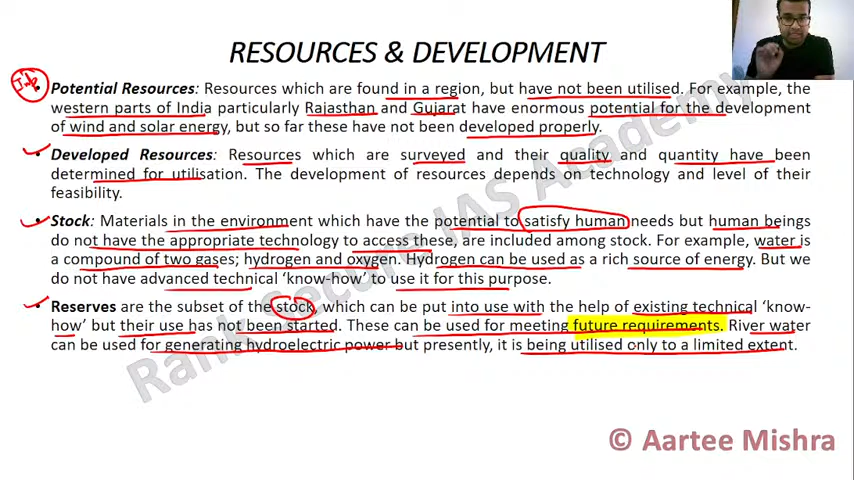 RESOURCES & DEVELOPMENT
Imp
• Potential Resources: Resources which are found in a region, but have not been utilised. For example, the
western parts of India particularly Rajasthan and Gujarat have enormous potential for the development
of wind and solar energy, but so far these have not been developed properly.
• Developed Resources: Resources which are surveyed and their quality and quantity have been
determined for utilisation. The development of resources depends on technology and level of their
feasibility.
• Stock: Materials in the environment which have the potential to satisfy human needs but human beings
do not have the appropriate technology to access these, are included among stock. For example, water is
a compound of two gases; hydrogen and oxygen. Hydrogen can be used as a rich source of energy. But we
do not have advanced technical ‘know-how’ to use it for this purpose.
• Reserves are the subset of the stock, which can be put into use with the help of existing technical ‘know-
how’ but their use has not been started. These can be used for meeting future requirements. River water
can be used for generating hydroelectric power but presently, it is being utilised only to a limited extent.
Rank Secure IAS Academy
© Aartee Mishra